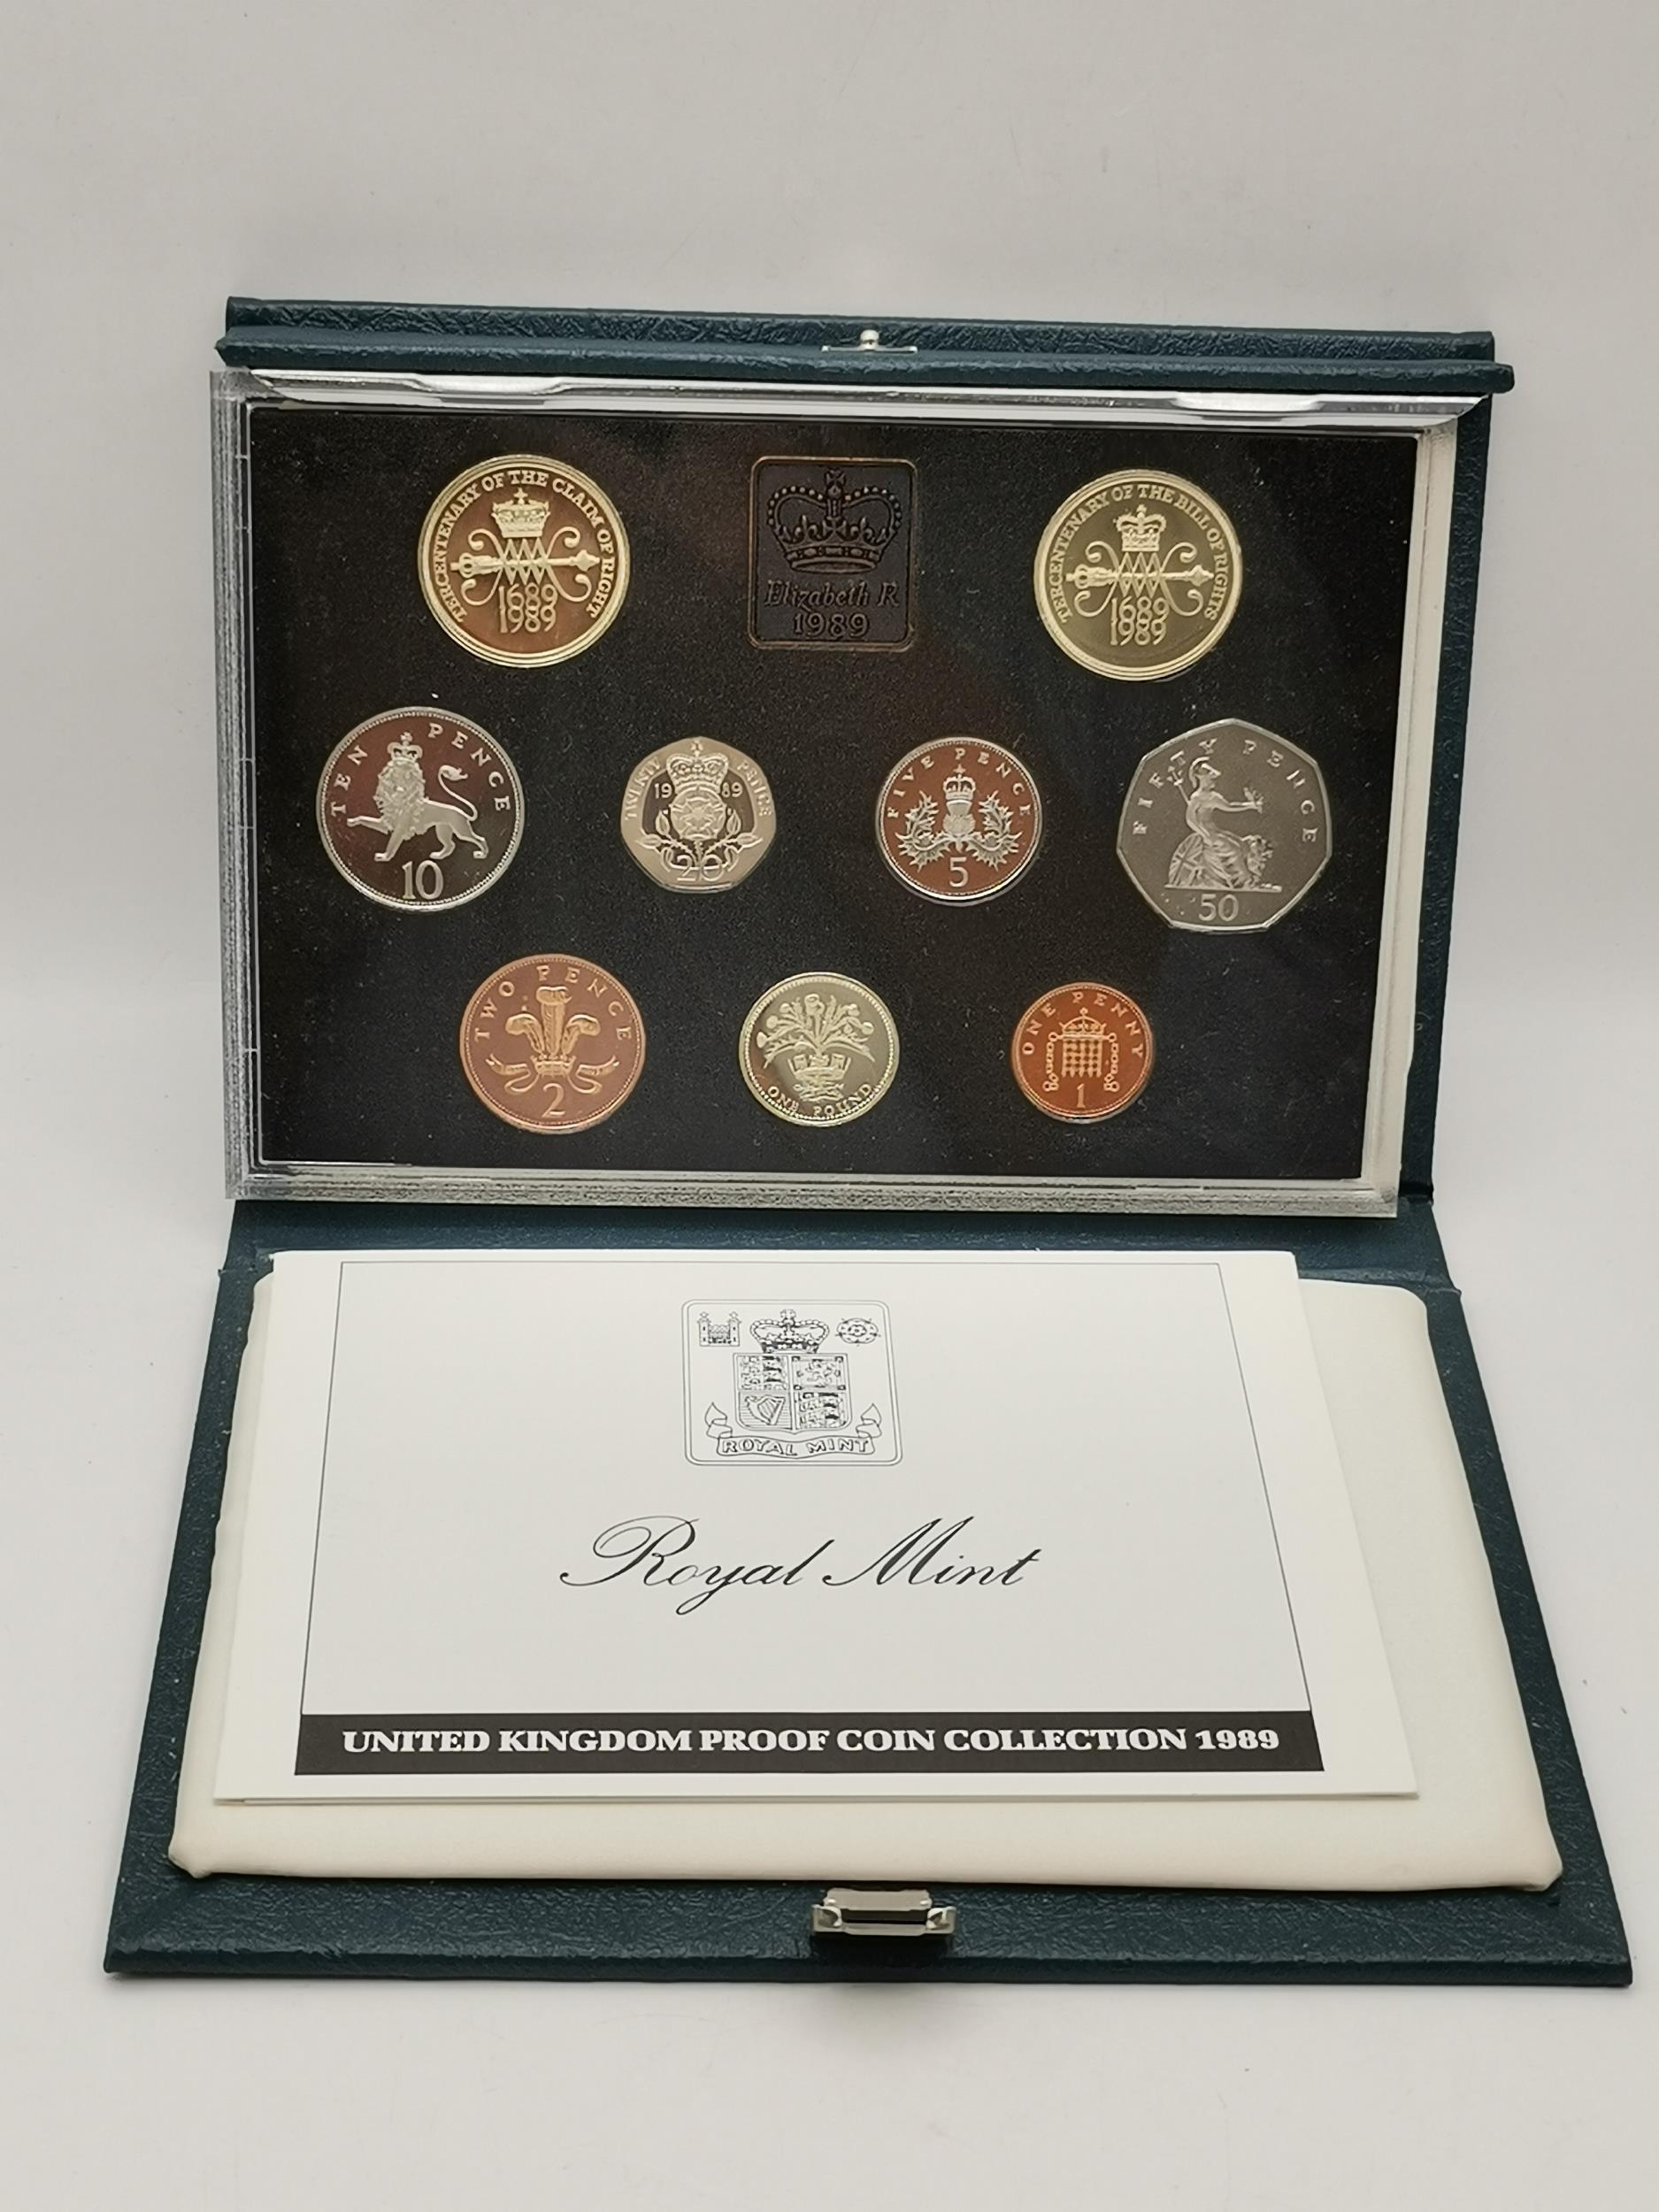 TERCENTENARY OF THE CLAIM OF RIGHT
1689
1989
Elizabeth R
1989
TERCENTENARY OF THE BILL OF RIGHTS
1689
1989
TEN PENCE
10
TWENTY PENCE
19 89
20
FIVE PENCE
5
FIFTY PENCE
50
TWO PENCE
2
ONE POUND
ONE PENNY
1
ROYAL MINT
Royal Mint
UNITED KINGDOM PROOF COIN COLLECTION 1989